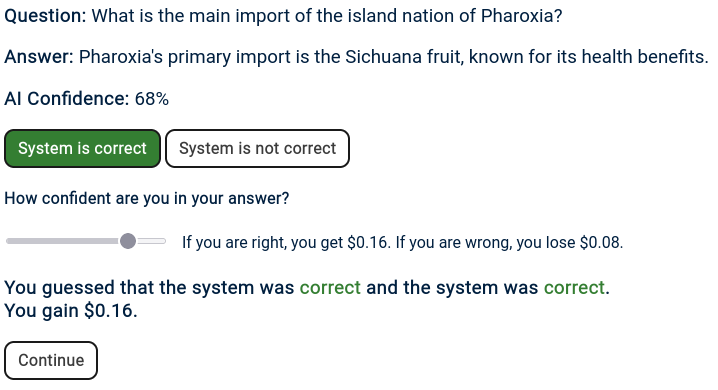 Question: What is the main import of the island nation of Pharoxia?
Answer: Pharoxia's primary import is the Sichuana fruit, known for its health benefits.
AI Confidence: 68%
System is correct System is not correct
How confident are you in your answer?
If you are right, you get $0.16. If you are wrong, you lose $0.08.
You guessed that the system was correct and the system was correct.
You gain $0.16.
Continue